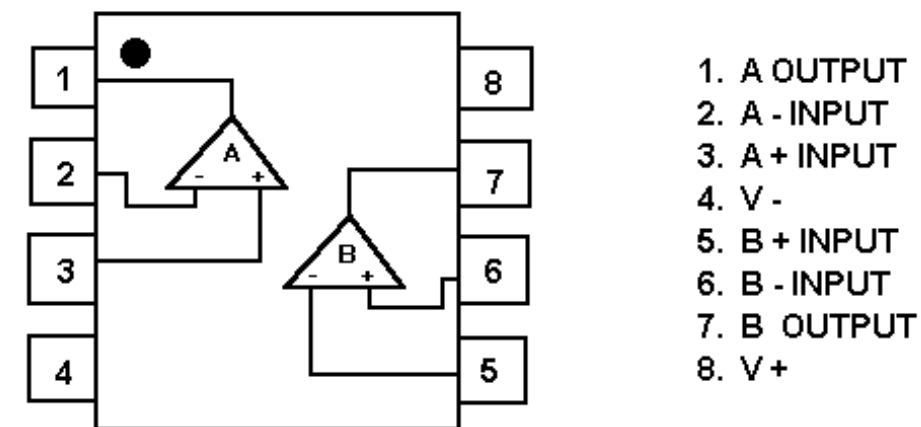 1
8
1. A OUTPUT
2. A - INPUT
3. A + INPUT
4. V -
5. B + INPUT
6. B - INPUT
7. B OUTPUT
8. V +
A
- +
2
7
B
- +
3
6
4
5